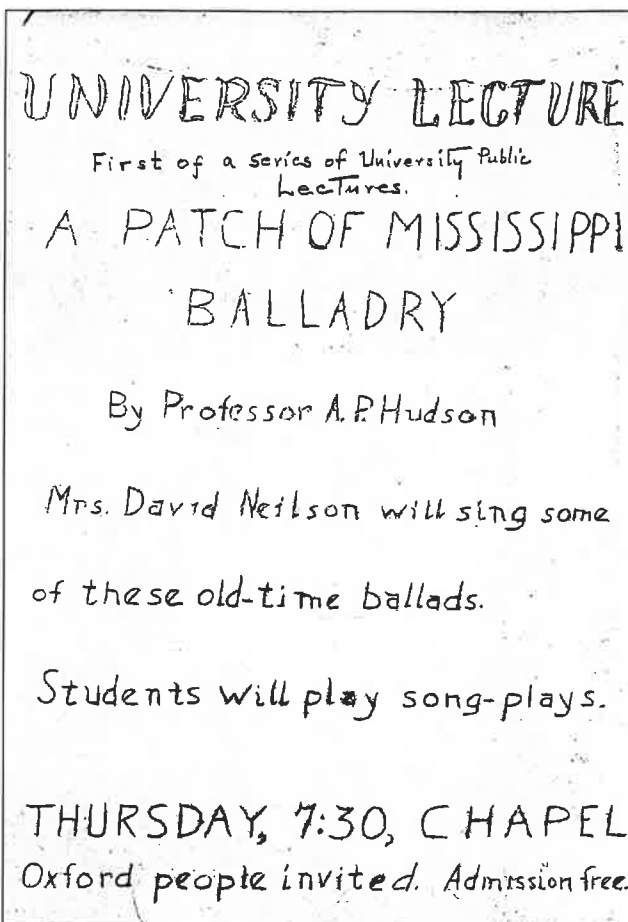 UNIVERSITY LECTURE
First of a series of University Public
Lectures.
A PATCH OF MISSISSIPPI
BALLADRY
By Professor A.P. Hudson
Mrs. David Neilson will sing some
of these old-time ballads.
Students will play song-plays.
THURSDAY, 7:30, CHAPEL
Oxford people invited. Admission free.